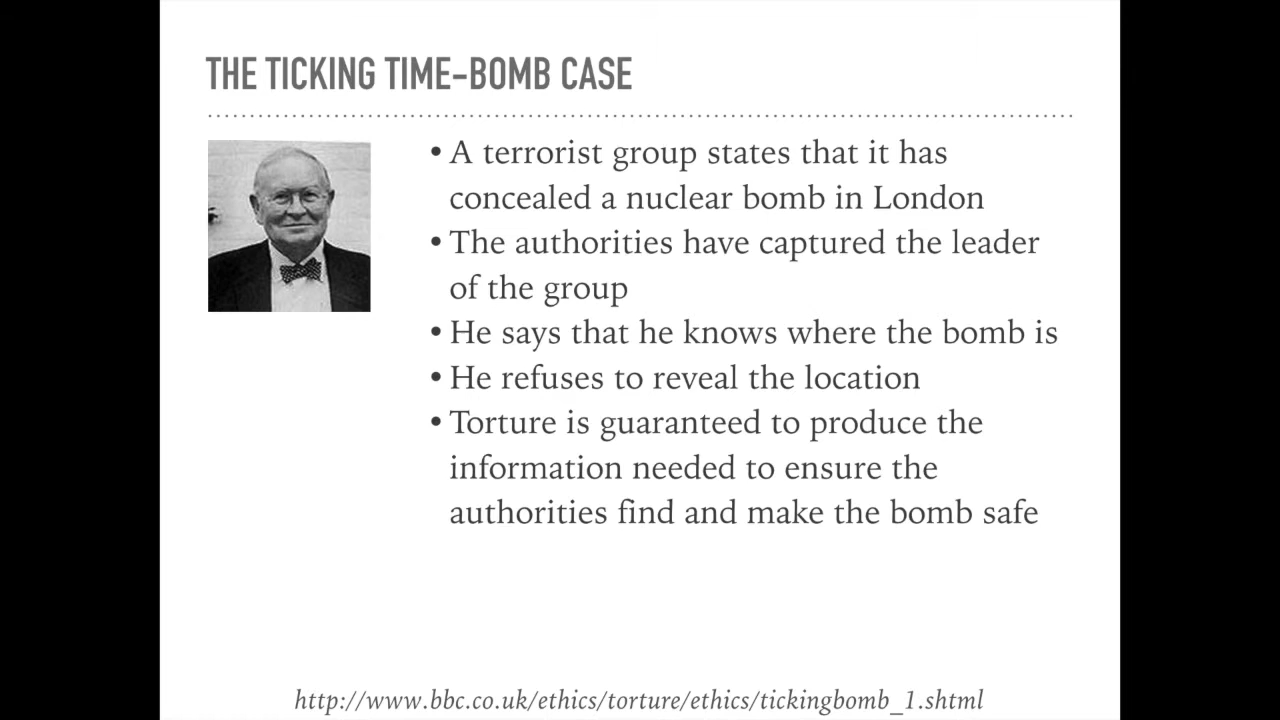 THE TICKING TIME-BOMB CASE
• A terrorist group states that it has
concealed a nuclear bomb in London
• The authorities have captured the leader
of the group
• He says that he knows where the bomb is
• He refuses to reveal the location
• Torture is guaranteed to produce the
information needed to ensure the
authorities find and make the bomb safe
http://www.bbc.co.uk/ethics/torture/ethics/tickingbomb_1.shtml